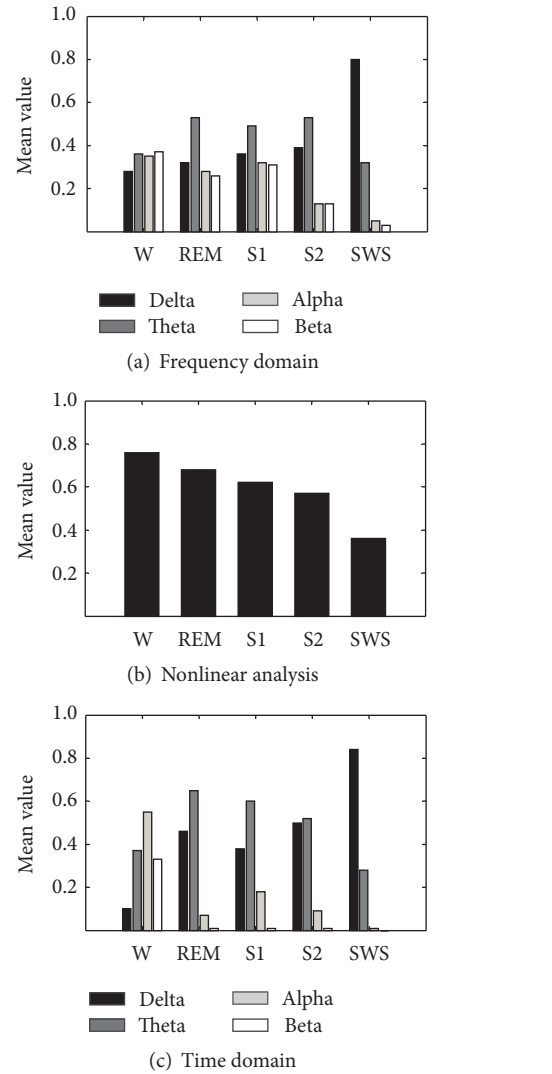 1.0
0.8
0.6
0.4
0.2
Mean value
W REM S1 S2 SWS
Delta Alpha
Theta Beta
(a) Frequency domain
1.0
0.8
0.6
0.4
0.2
Mean value
W REM S1 S2 SWS
(b) Nonlinear analysis
1.0
0.8
0.6
0.4
0.2
Mean value
W REM S1 S2 SWS
Delta Alpha
Theta Beta
(c) Time domain